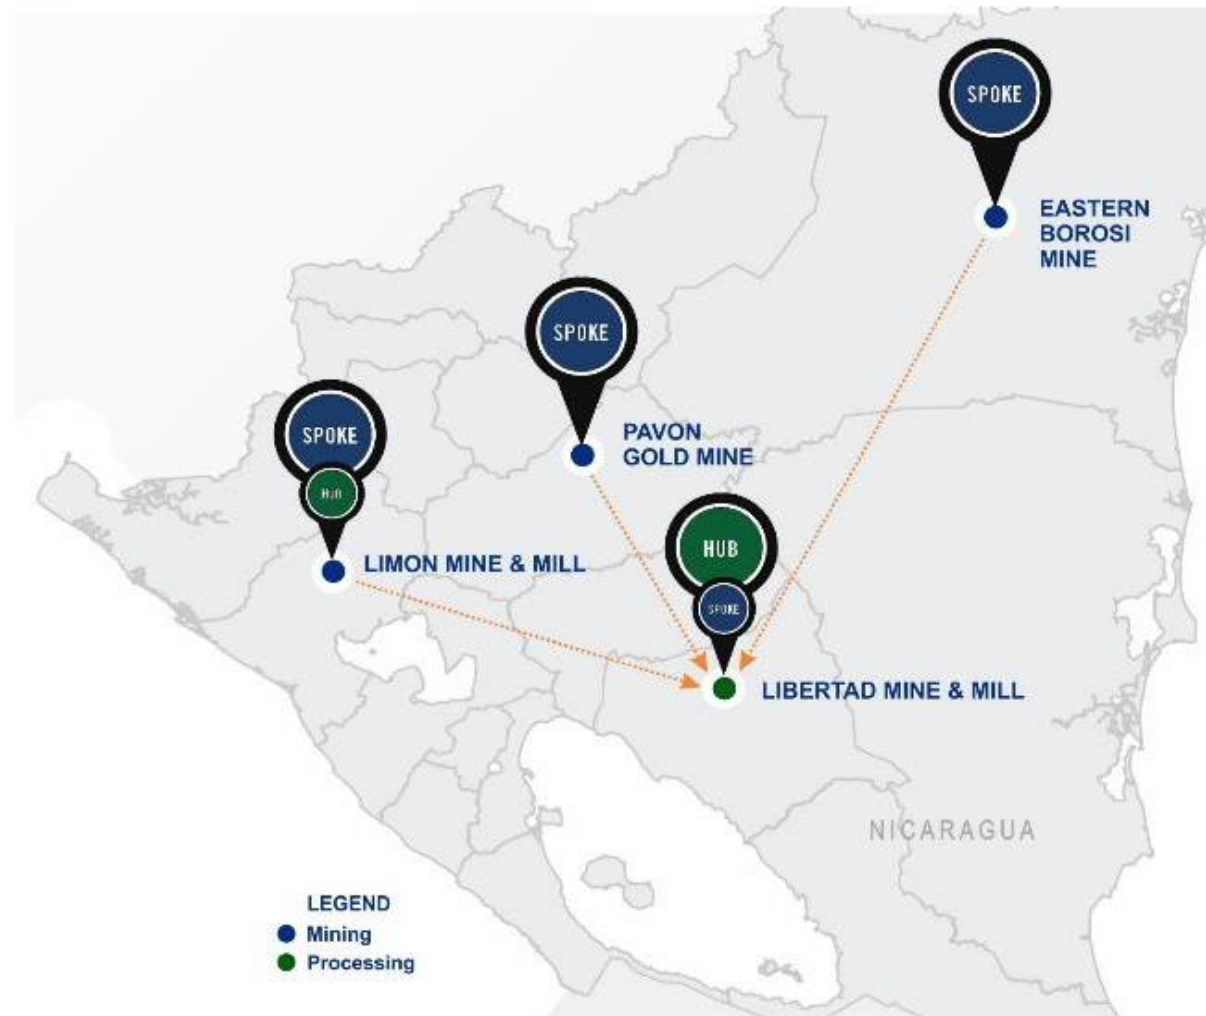 SPOKE
EASTERN
BOROSI
MINE
SPOKE
PAVON
GOLD MINE
SPOKE
HUB
LIMON MINE & MILL
HUB
SPOKE
LIBERTAD MINE & MILL
NICARAGUA
LEGEND
Mining
Processing